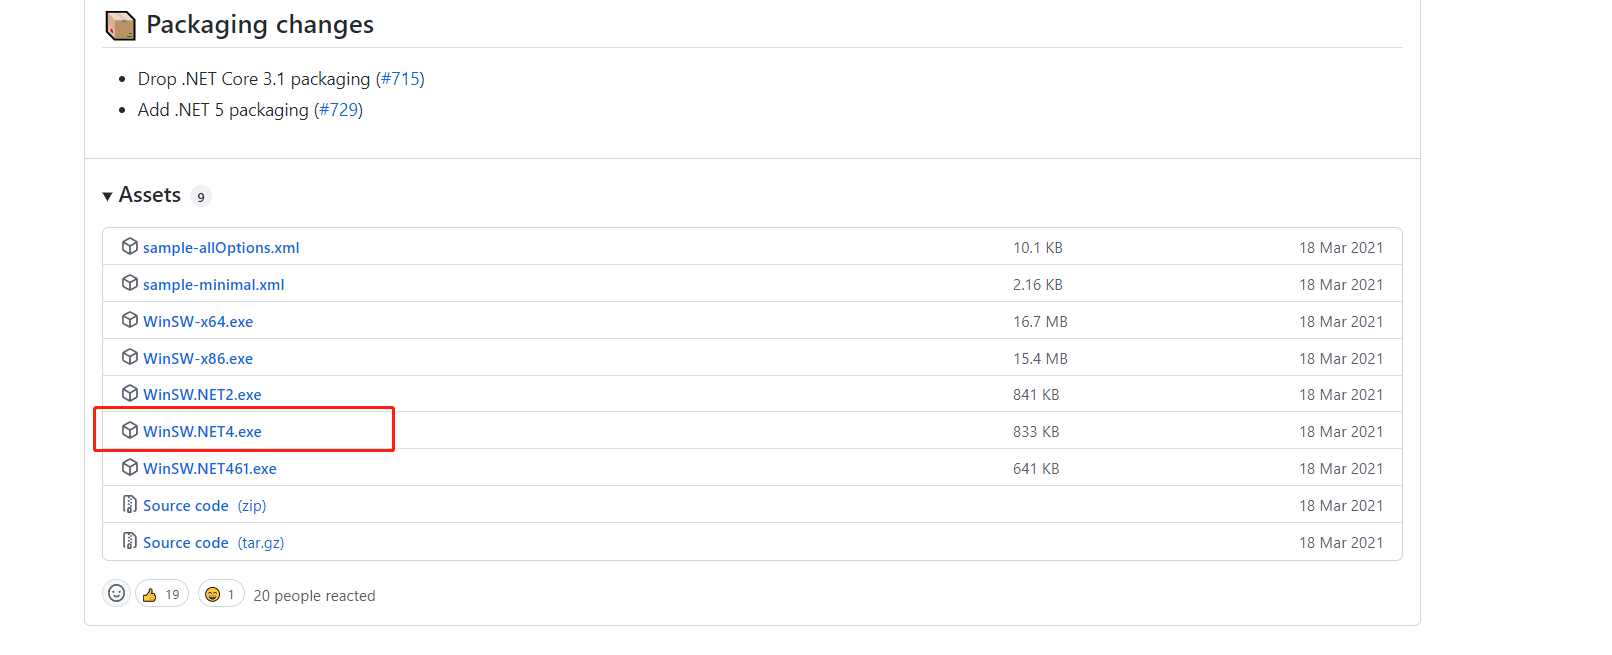 Packaging changes
Drop .NET Core 3.1 packaging (#715)
Add .NET 5 packaging (#729)
Assets 9
sample-allOptions.xml 10.1 KB 18 Mar 2021
sample-minimal.xml 2.16 KB 18 Mar 2021
WinSW-x64.exe 16.7 MB 18 Mar 2021
WinSW-x86.exe 15.4 MB 18 Mar 2021
WinSW.NET2.exe 841 KB 18 Mar 2021
WinSW.NET4.exe 833 KB 18 Mar 2021
WinSW.NET461.exe 641 KB 18 Mar 2021
Source code (zip) 18 Mar 2021
Source code (tar.gz) 18 Mar 2021
19 1 20 people reacted